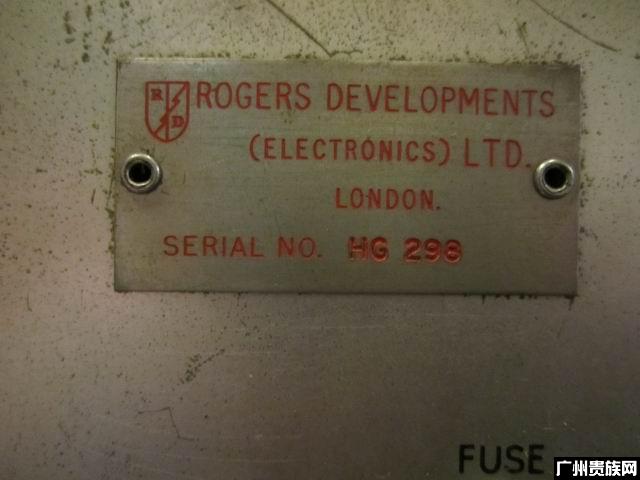 R
D
ROGERS DEVELOPMENTS
(ELECTRONICS) LTD.
LONDON.
SERIAL NO. HG 298
FUSE
广州贵族网